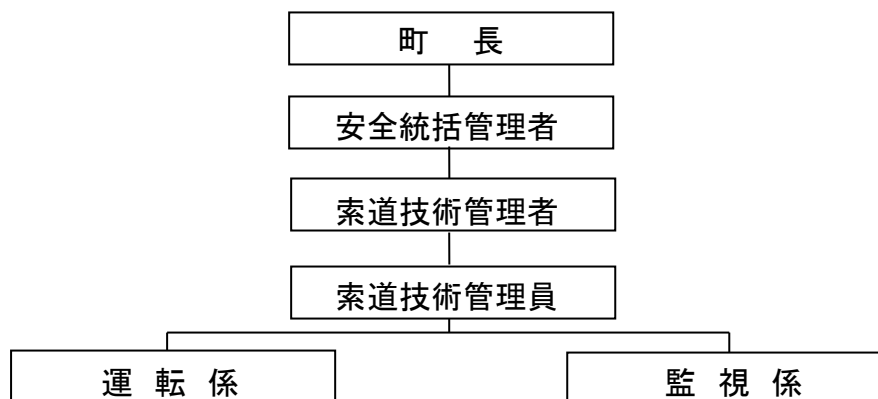 町　長
安全統括管理者
索道技術管理者
索道技術管理員
運 転 係
監 視 係